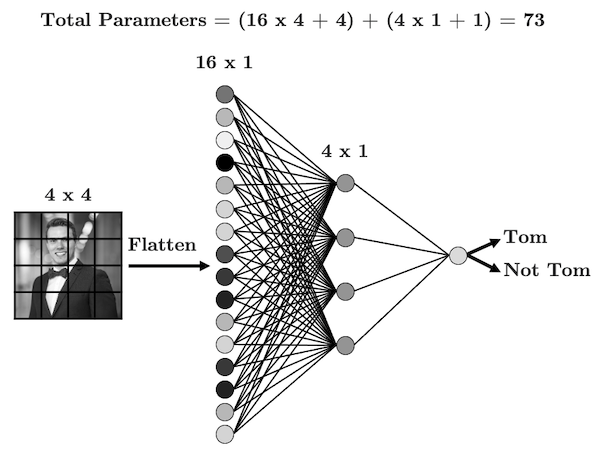 Total Parameters = (16 x 4 + 4) + (4 x 1 + 1) = 73
16 x 1
4 x 1
4 x 4
Flatten
Tom
Not Tom